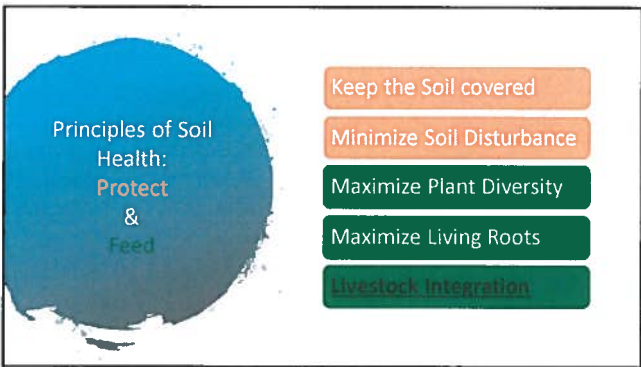 Principles of Soil
Health:
Protect
&
Feed
Keep the Soil covered
Minimize Soil Disturbance
Maximize Plant Diversity
Maximize Living Roots
Livestock Integration